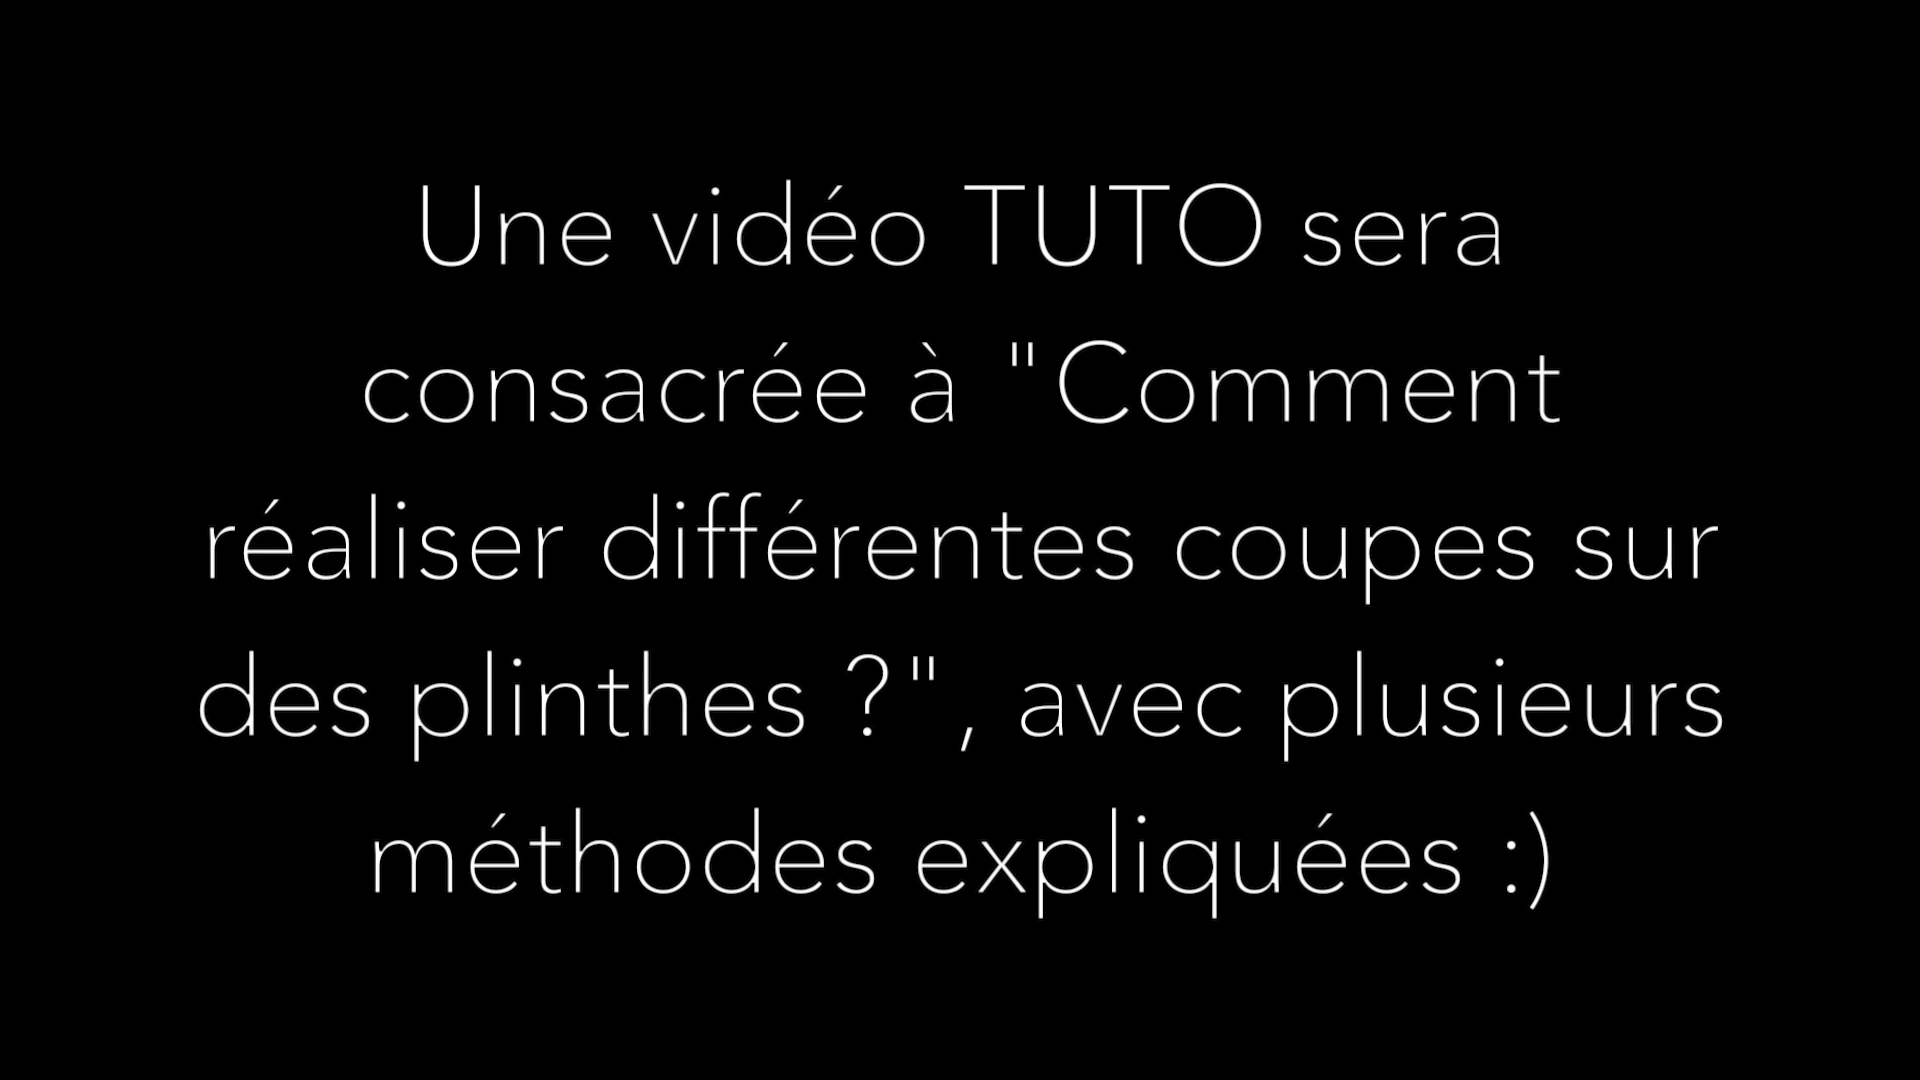 Une vidéo TUTO sera
consacrée à "Comment
réaliser différentes coupes sur
des plinthes ?", avec plusieurs
méthodes expliquées :)